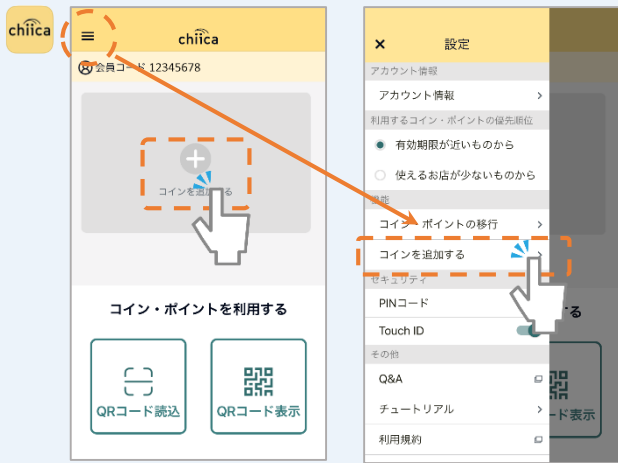 chiica
chiica
会員コード 12345678
コインを追加する
コイン・ポイントを利用する
QRコード読込
QRコード表示
設定
アカウント情報
アカウント情報
利用するコイン・ポイントの優先順位
有効期限が近いものから
使えるお店が少ないものから
機能
コイン・ポイントの移行
コインを追加する
セキュリティ
PINコード
Touch ID
その他
Q&A
チュートリアル
利用規約
する
ード表示